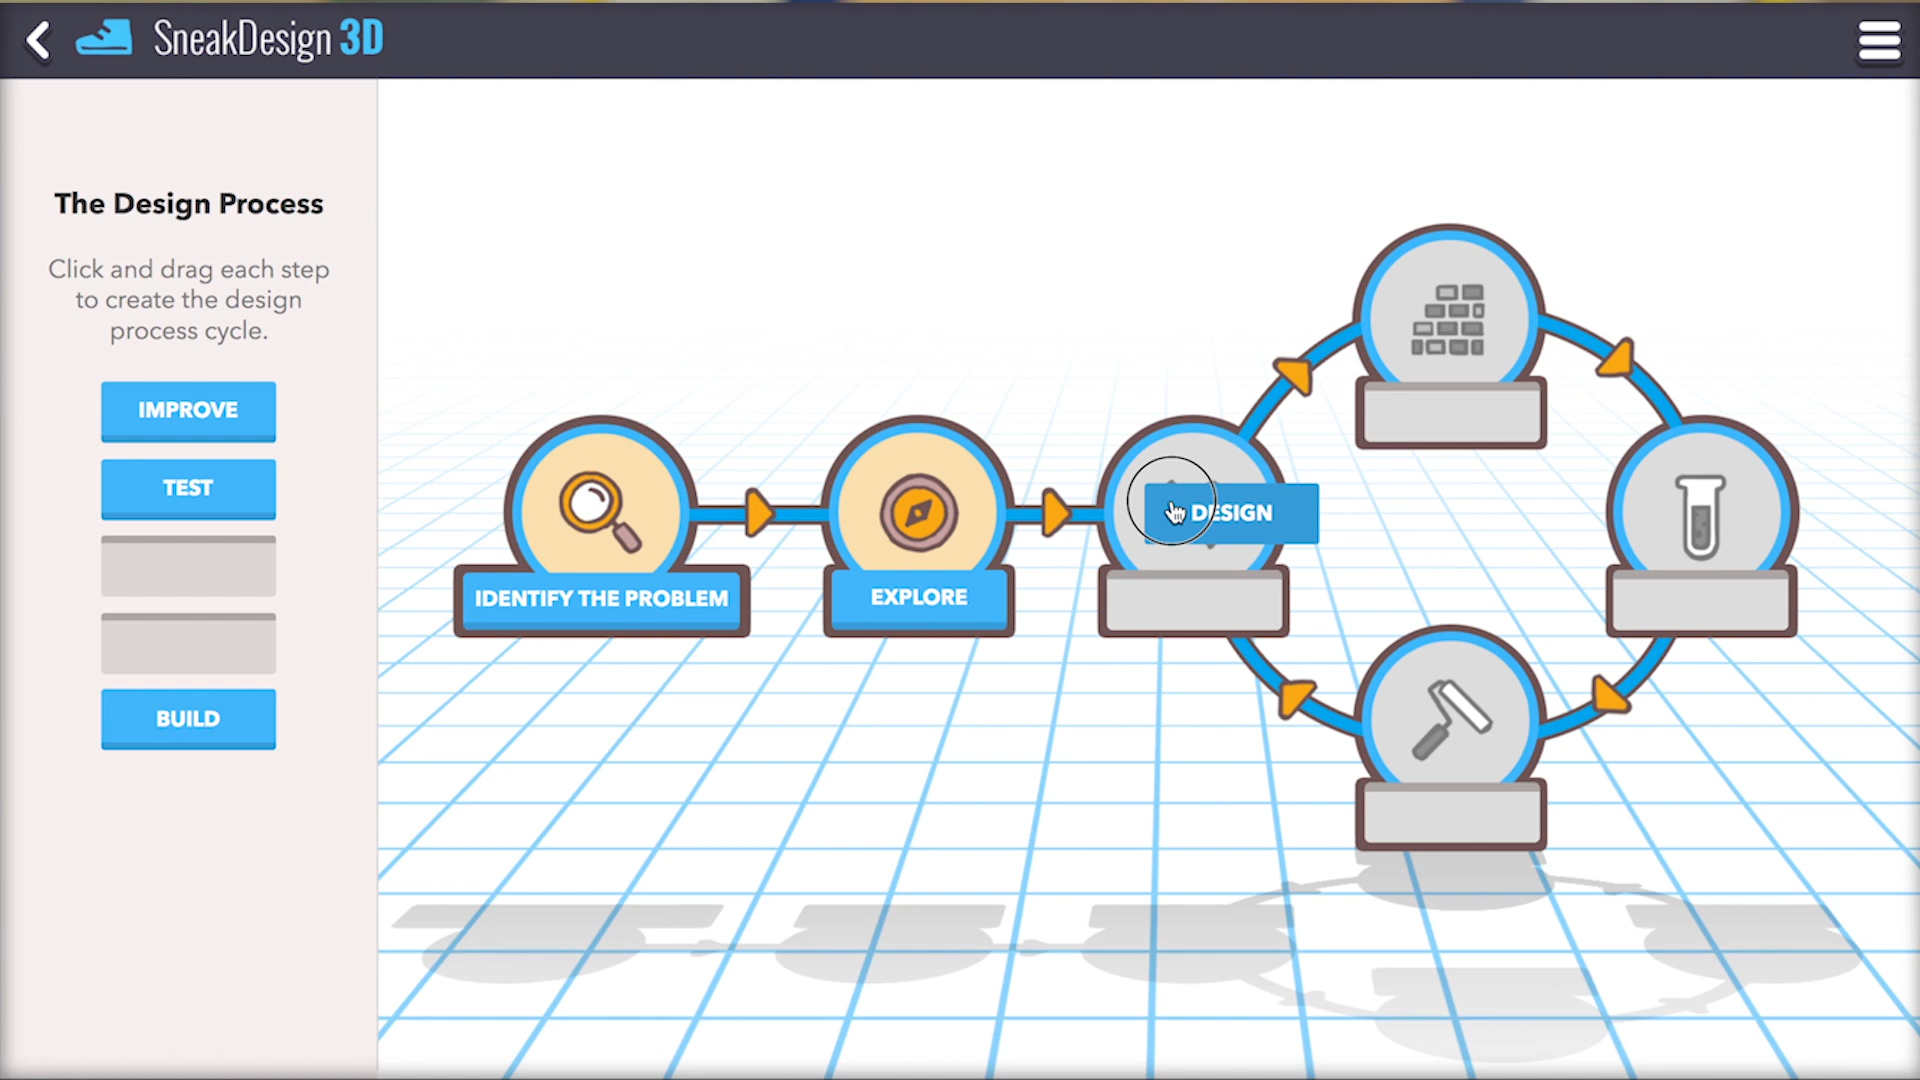 SneakDesign 3D
The Design Process
Click and drag each step
to create the design
process cycle.
IMPROVE
TEST
BUILD
IDENTIFY THE PROBLEM
EXPLORE
DESIGN